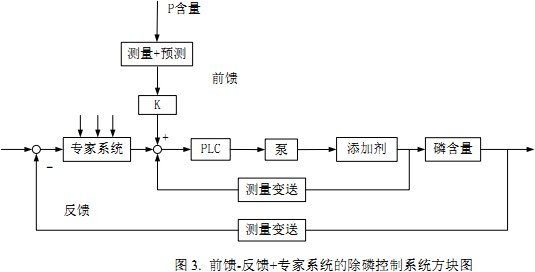 P含量
测量+预测
前馈
K
+
专家系统
PLC
泵
添加剂
磷含量
−
测量变送
反馈
测量变送
图 3. 前馈-反馈+专家系统的除磷控制系统方块图